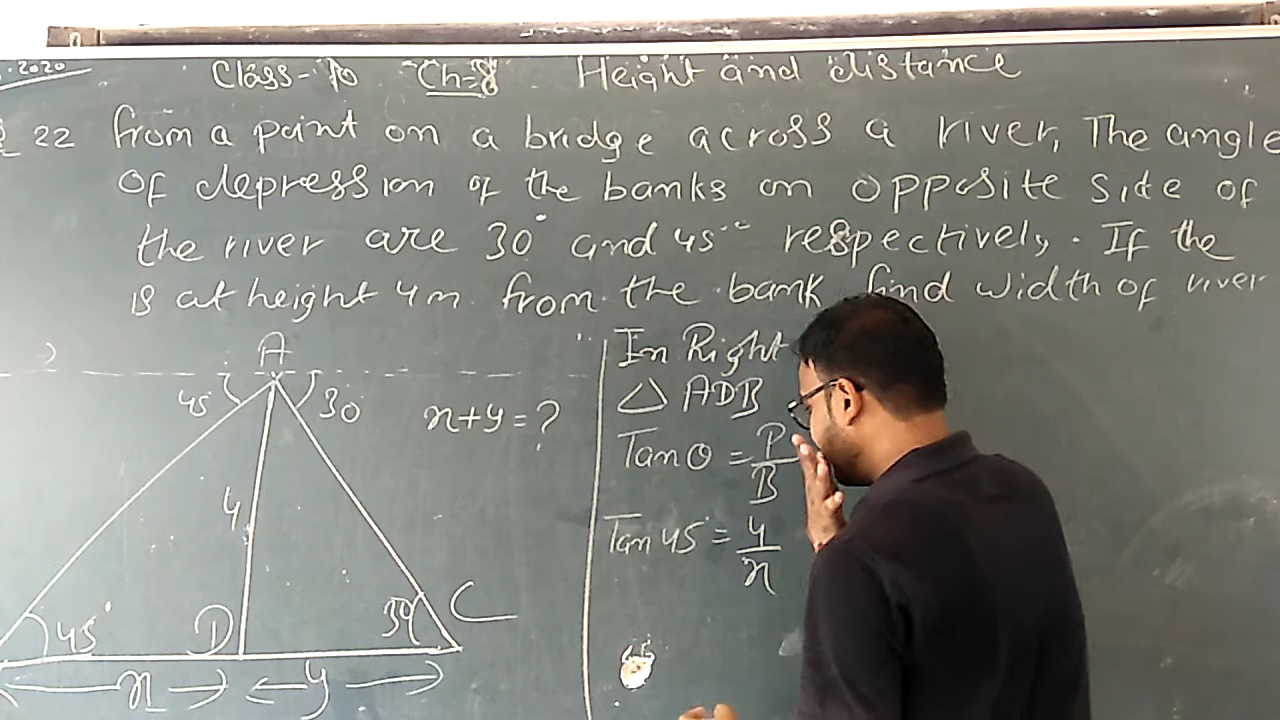 .2020
Class-10 Ch=8 Height and distance
Q 22 from a point on a bridge across a river, The angle
of depression of the banks on opposite side of
the river are 30° and 45° respectively. If the
is at height 4m from the bank find width of river
A
45 30
x+y=?
4
45° D 30 C
x y
In Right
△ ADB
Tan θ = P/B
Tan 45 = 4/x